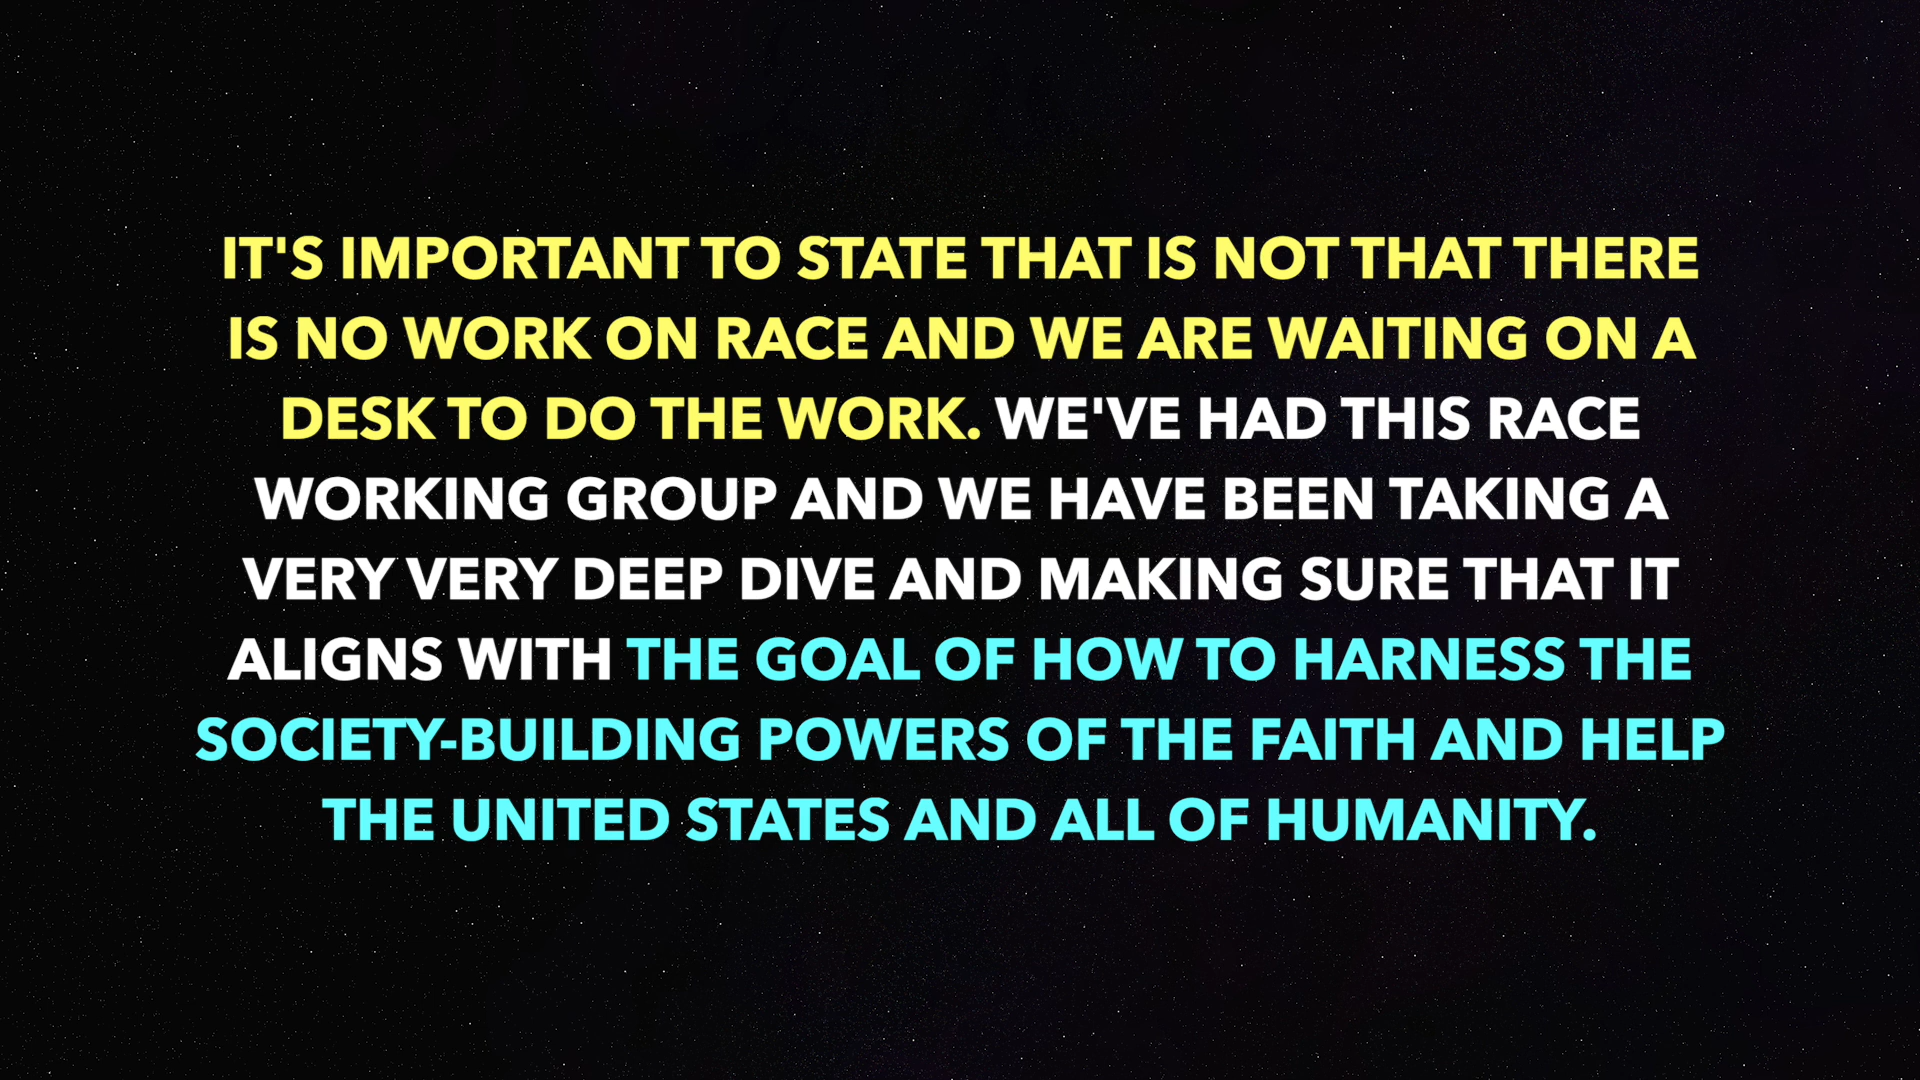 IT'S IMPORTANT TO STATE THAT IS NOT THAT THERE
IS NO WORK ON RACE AND WE ARE WAITING ON A
DESK TO DO THE WORK. WE'VE HAD THIS RACE
WORKING GROUP AND WE HAVE BEEN TAKING A
VERY VERY DEEP DIVE AND MAKING SURE THAT IT
ALIGNS WITH THE GOAL OF HOW TO HARNESS THE
SOCIETY-BUILDING POWERS OF THE FAITH AND HELP
THE UNITED STATES AND ALL OF HUMANITY.